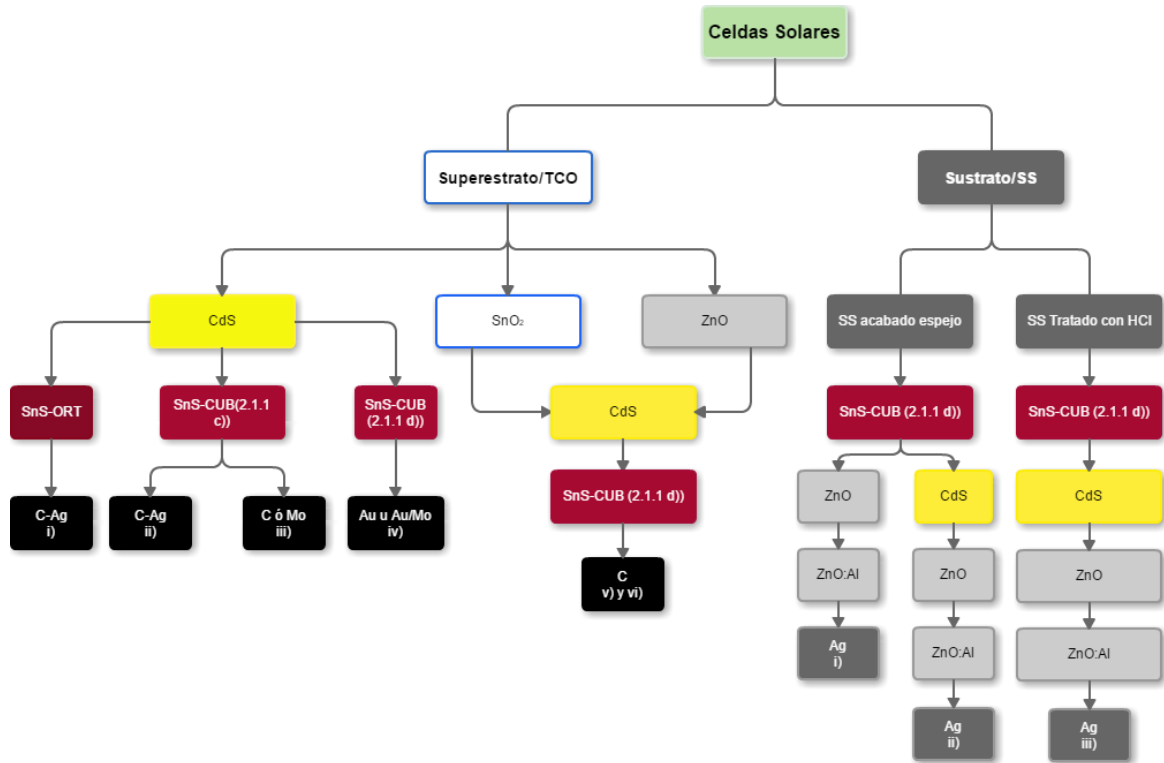 Celdas Solares
Superestrato/TCO
Sustrato/SS
CdS
SnO₂
ZnO
SS acabado espejo
SS Tratado con HCl
SnS-ORT
SnS-CUB(2.1.1
c))
SnS-CUB
(2.1.1 d))
CdS
SnS-CUB (2.1.1 d))
SnS-CUB (2.1.1 d))
C-Ag
i)
C-Ag
ii)
C ó Mo
iii)
Au u Au/Mo
iv)
SnS-CUB (2.1.1 d))
ZnO
CdS
CdS
C
v) y vi)
ZnO:Al
ZnO
ZnO
Ag
i)
ZnO:Al
ZnO:Al
Ag
ii)
Ag
iii)